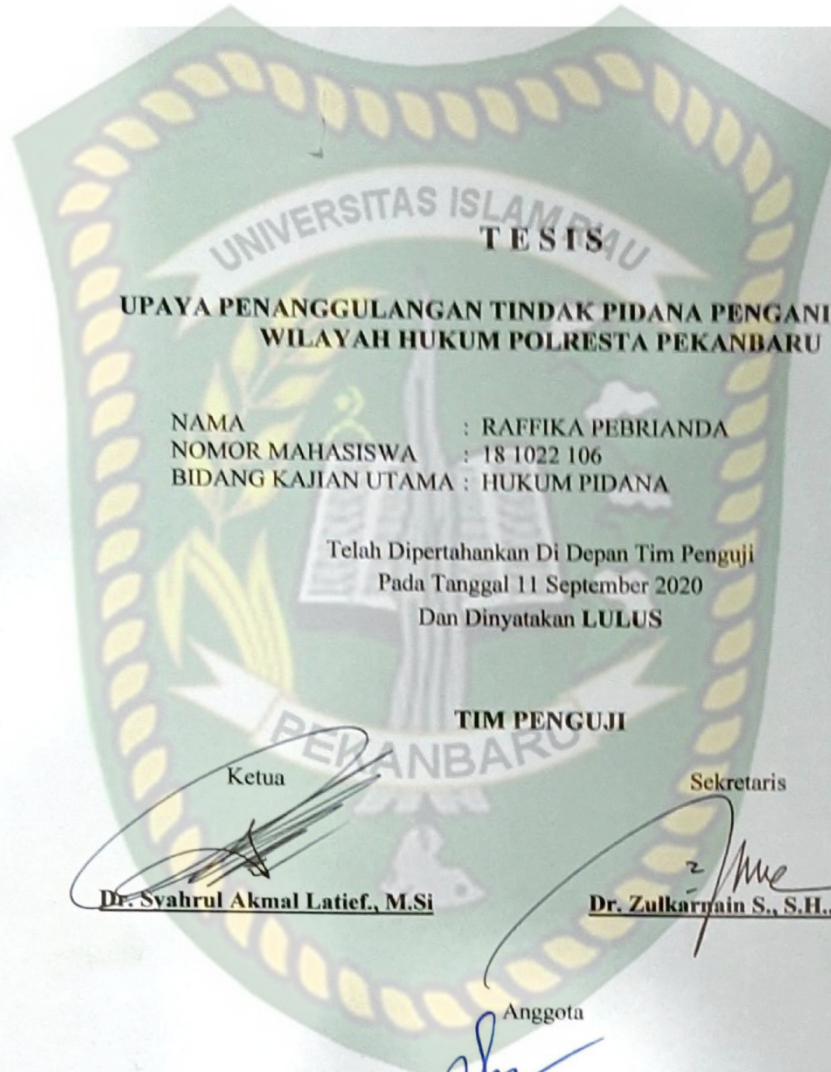 UNIVERSITAS ISLAM RIAU
TESIS
UPAYA PENANGGULANGAN TINDAK PIDANA PENGANI
WILAYAH HUKUM POLRESTA PEKANBARU
NAMA : RAFFIKA PEBRIANDA
NOMOR MAHASISWA : 18 1022 106
BIDANG KAJIAN UTAMA : HUKUM PIDANA
Telah Dipertahankan Di Depan Tim Penguji
Pada Tanggal 11 September 2020
Dan Dinyatakan LULUS
TIM PENGUJI
PEKANBARU
Ketua Sekretaris
Dr. Syahrul Akmal Latief., M.Si Dr. Zulkarnain S., S.H.,
Anggota